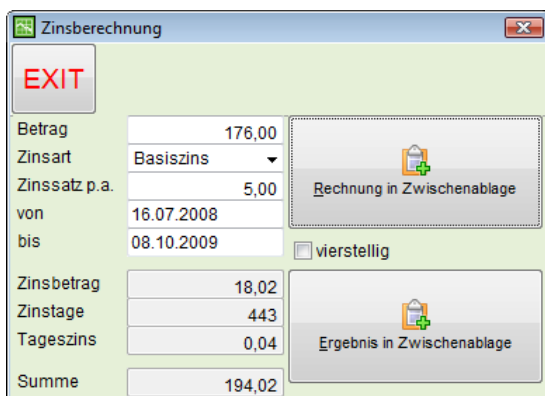 Zinsberechnung
EXIT
Betrag 176,00
Zinsart Basiszins
Zinssatz p.a. 5,00
Rechnung in Zwischenablage
von 16.07.2008
bis 08.10.2009
vierstellig
Zinsbetrag 18,02
Zinstage 443
Tageszins 0,04
Ergebnis in Zwischenablage
Summe 194,02